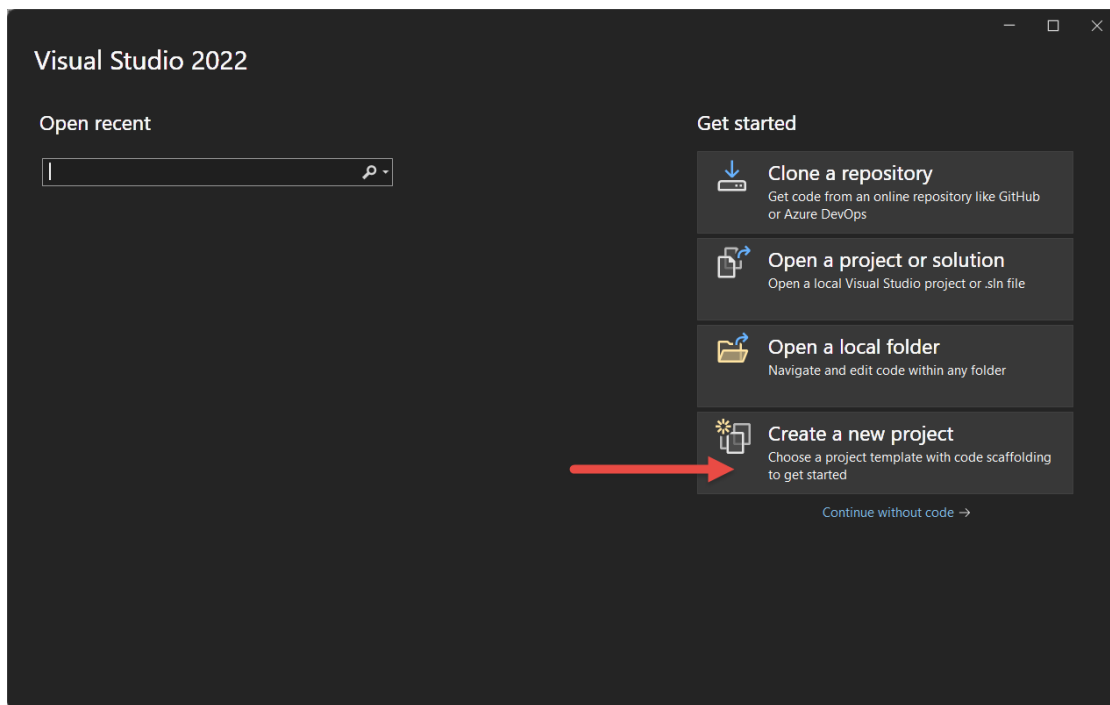 Visual Studio 2022
Open recent
Get started
Clone a repository
Get code from an online repository like GitHub
or Azure DevOps
Open a project or solution
Open a local Visual Studio project or .sln file
Open a local folder
Navigate and edit code within any folder
Create a new project
Choose a project template with code scaffolding
to get started
Continue without code →